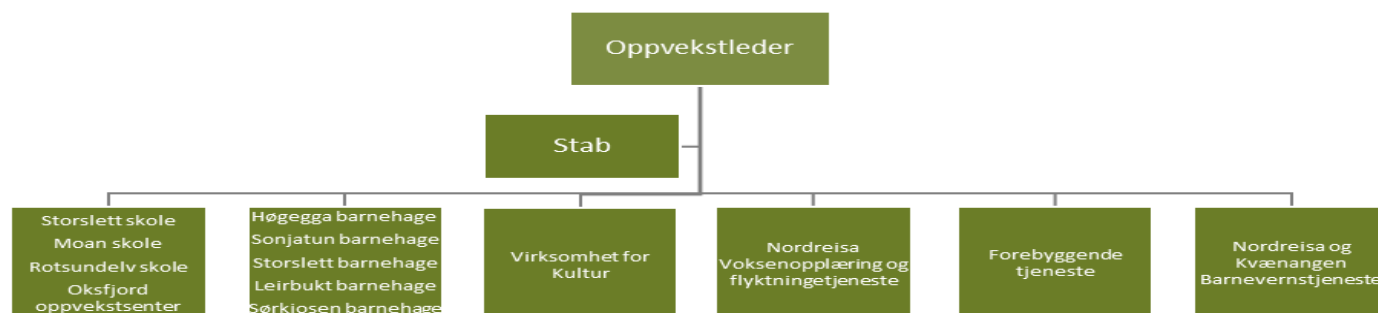 Oppvekstleder
Stab
Storslett skole
Moan skole
Rotsundelv skole
Oksfjord
oppvekstsenter
Høgegga barnehage
Sonjatun barnehage
Storslett barnehage
Leirbukt barnehage
Sørkjosen barnehage
Virksomhet for
Kultur
Nordreisa
Voksenopplæring og
flyktningetjeneste
Forebyggende
tjeneste
Nordreisa og
Kvænangen
Barnevernstjeneste